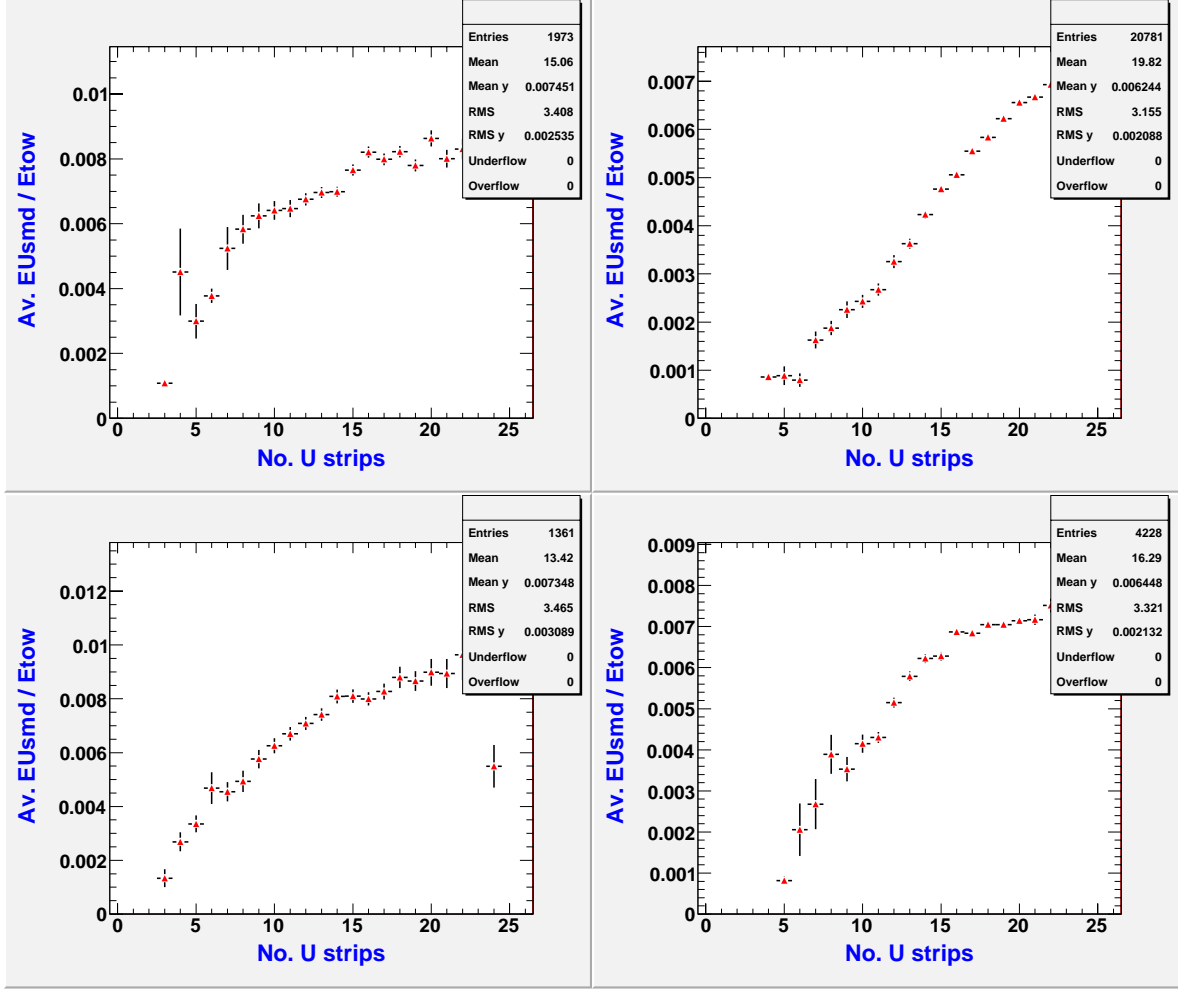 Entries 1973
Mean 15.06
Mean y 0.007451
RMS 3.408
RMS y 0.002535
Underflow 0
Overflow 0
0.01
0.008
0.006
0.004
0.002
0
0 5 10 15 20 25
Av. EUsmd / Etow
No. U strips
Entries 20781
Mean 19.82
Mean y 0.006244
RMS 3.155
RMS y 0.002088
Underflow 0
Overflow 0
0.007
0.006
0.005
0.004
0.003
0.002
0.001
0
0 5 10 15 20 25
Av. EUsmd / Etow
No. U strips
Entries 1361
Mean 13.42
Mean y 0.007348
RMS 3.465
RMS y 0.003089
Underflow 0
Overflow 0
0.012
0.01
0.008
0.006
0.004
0.002
0
0 5 10 15 20 25
Av. EUsmd / Etow
No. U strips
Entries 4228
Mean 16.29
Mean y 0.006448
RMS 3.321
RMS y 0.002132
Underflow 0
Overflow 0
0.009
0.008
0.007
0.006
0.005
0.004
0.003
0.002
0.001
0
0 5 10 15 20 25
Av. EUsmd / Etow
No. U strips